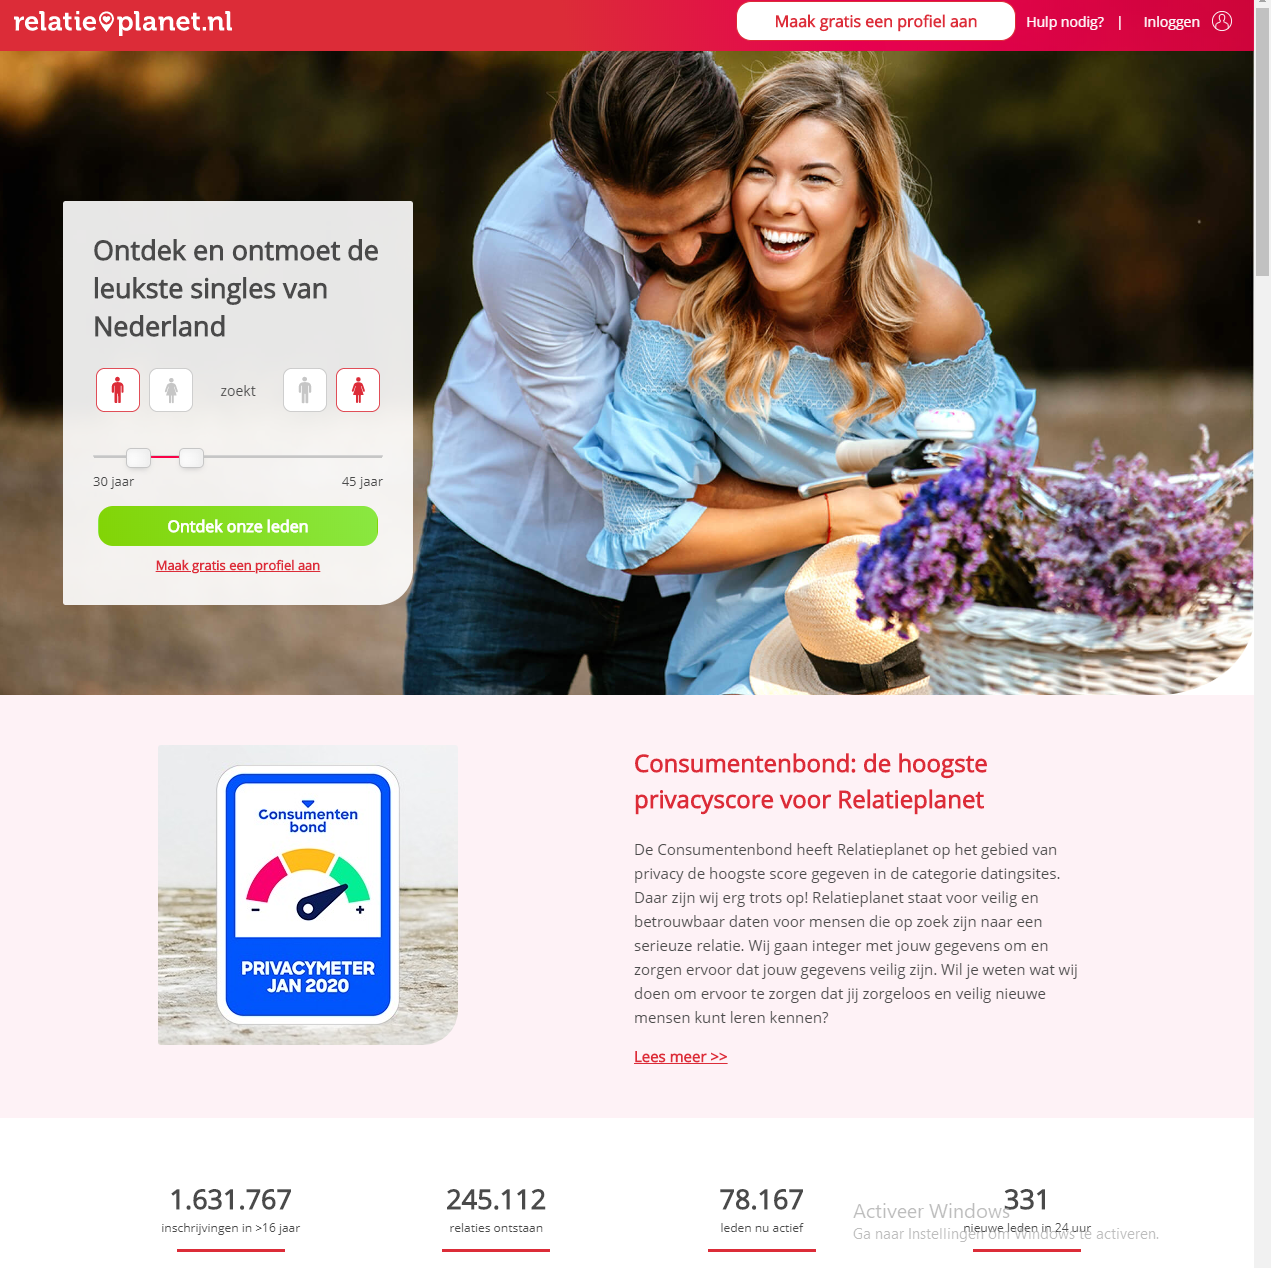 relatieplanet.nl
Maak gratis een profiel aan
Hulp nodig? | Inloggen
Ontdek en ontmoet de
leukste singles van
Nederland
zoekt
30 jaar 45 jaar
Ontdek onze leden
Maak gratis een profiel aan
Consumenten
bond
- +
PRIVACYMETER
JAN 2020
Consumentenbond: de hoogste
privacyscore voor Relatieplanet
De Consumentenbond heeft Relatieplanet op het gebied van
privacy de hoogste score gegeven in de categorie datingsites.
Daar zijn wij erg trots op! Relatieplanet staat voor veilig en
betrouwbaar daten voor mensen die op zoek zijn naar een
serieuze relatie. Wij gaan integer met jouw gegevens om en
zorgen ervoor dat jouw gegevens veilig zijn. Wil je weten wat wij
doen om ervoor te zorgen dat jij zorgeloos en veilig nieuwe
mensen kunt leren kennen?
Lees meer >>
1.631.767
inschrijvingen in >16 jaar
245.112
relaties ontstaan
78.167
leden nu actief
331
nieuwe leden in 24 uur
Activeer Windows
Ga naar Instellingen om Windows te activeren.